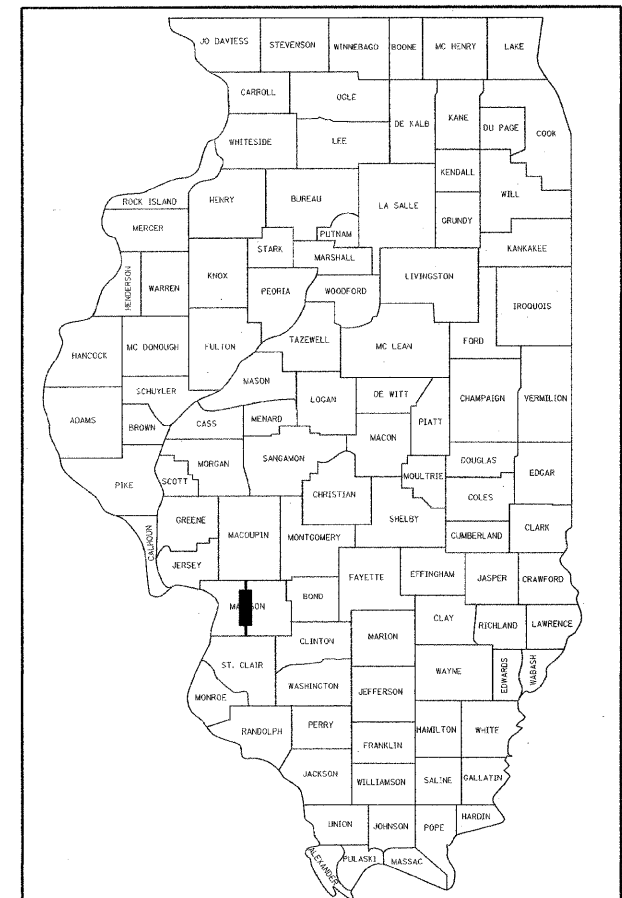 JO DAVIESS STEVENSON WINNEBAGO BOONE MC HENRY LAKE
CARROLL OGLE DE KALB KANE DU PAGE COOK
WHITESIDE LEE
KENDALL WILL
ROCK ISLAND HENRY BUREAU LA SALLE GRUNDY
MERCER PUTNAM
STARK MARSHALL KANKAKEE
HENDERSON WARREN KNOX PEORIA WOODFORD LIVINGSTON
IROQUOIS
HANCOCK MC DONOUGH FULTON TAZEWELL MC LEAN FORD
MASON
SCHUYLER LOGAN DE WITT CHAMPAIGN VERMILION
ADAMS BROWN CASS MENARD MACON PIATT
MORGAN SANGAMON DOUGLAS
PIKE SCOTT CHRISTIAN MOULTRIE EDGAR
COLES
GREENE MACOUPIN MONTGOMERY SHELBY CUMBERLAND CLARK
CALHOUN JERSEY
FAYETTE EFFINGHAM JASPER CRAWFORD
BOND
CLAY RICHLAND LAWRENCE
CLINTON MARION
ST. CLAIR WAYNE EDWARDS WABASH
WASHINGTON JEFFERSON
MONROE
RANDOLPH PERRY HAMILTON WHITE
FRANKLIN
JACKSON WILLIAMSON SALINE GALLATIN
UNION JOHNSON POPE HARDIN
ALEXANDER PULASKI MASSAC